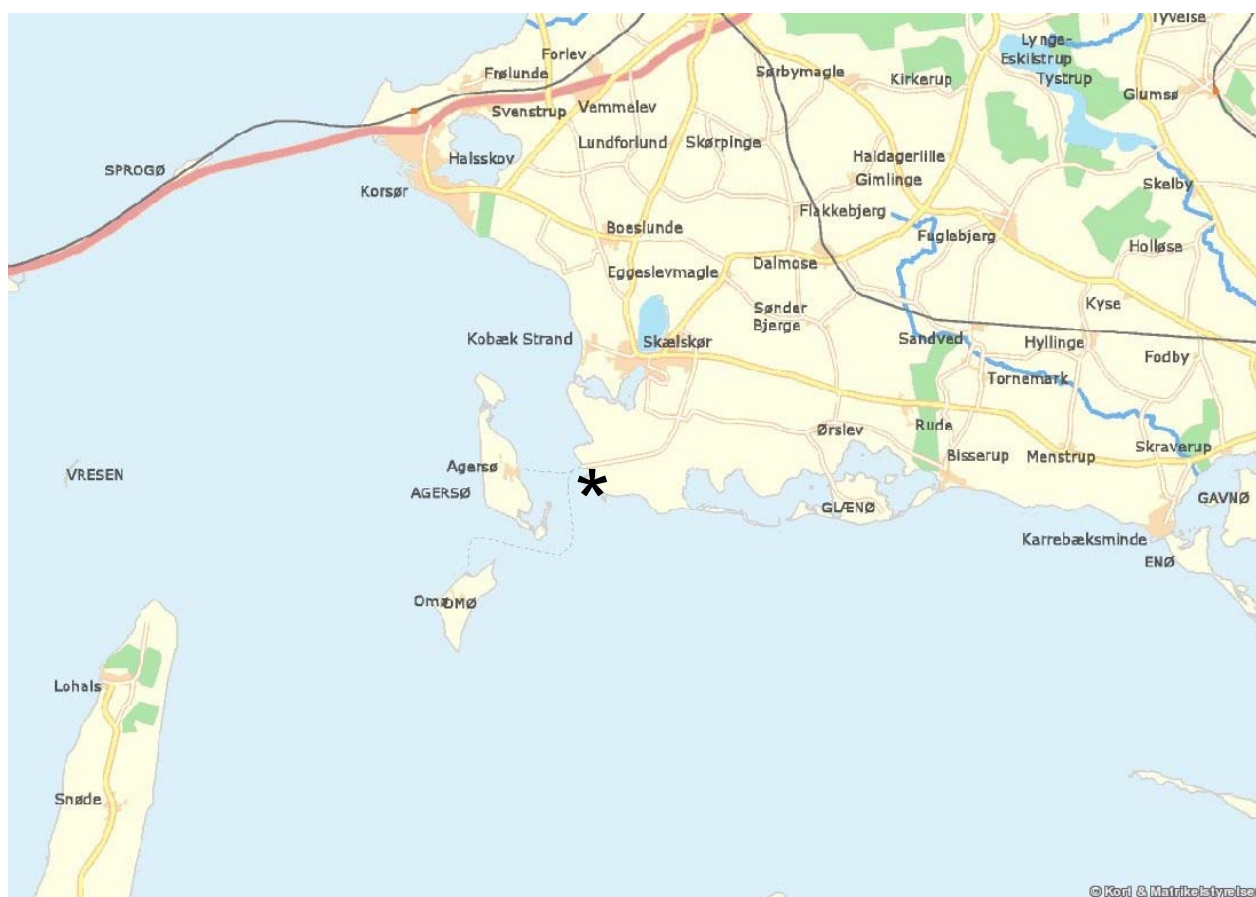 Tyvelse
Lynge-
Eskilstrup
Forlev
Frølunde
Sørbymagle
Kirkerup
Tystrup
Glumsø
Svenstrup
Vemmelev
Lundforlund
Skørpinge
Haldagerlille
Halsskov
SPROGØ
Gimlinge
Skelby
Korsør
Flakkebjerg
Boeslunde
Fuglebjerg
Holløse
Eggeslevmagle
Dalmose
Kyse
Sønder
Bjerge
Kobæk Strand
Skælskør
Sandved
Hyllinge
Fodby
Tornemark
Rude
Ørslev
Skraverup
Bisserup
Menstrup
Agersø
VRESEN
AGERSØ
*
GAVNØ
GLÆNØ
Karrebæksminde
ENØ
OMØ
Lohals
Snøde
© Kort & Matrikelstyrelsen